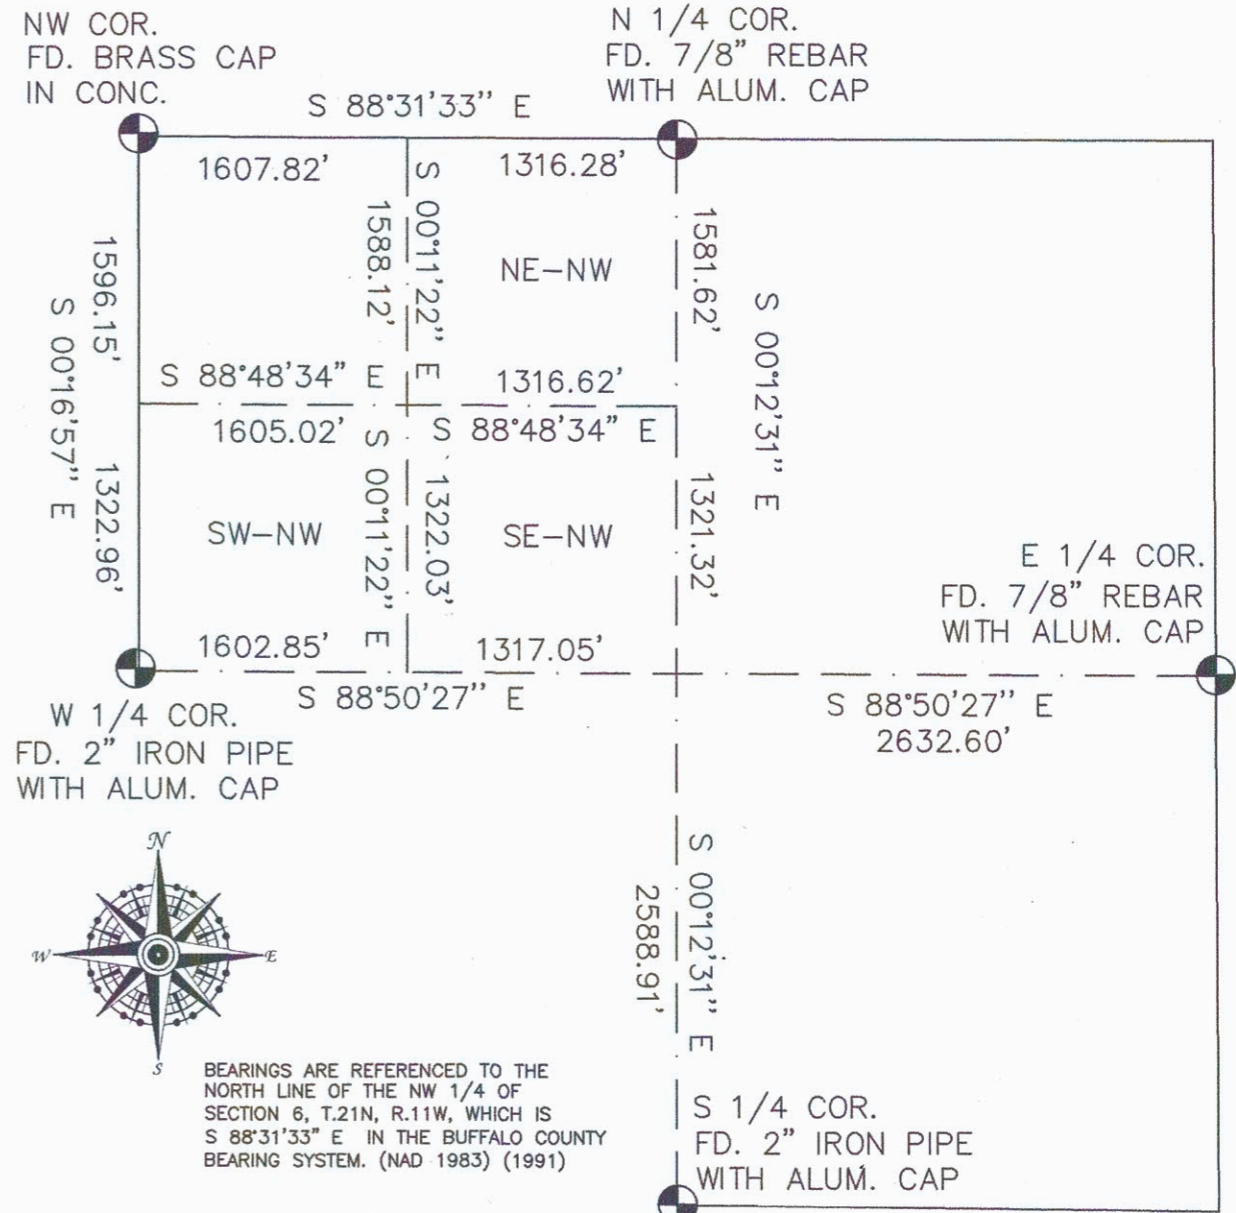 NW COR.
FD. BRASS CAP
IN CONC.
N 1/4 COR.
FD. 7/8" REBAR
WITH ALUM. CAP
S 88°31'33" E
1607.82'
1316.28'
S 00°11'22" E
1588.12'
1596.15'
S 00°16'57" E
1322.96'
NE-NW
1581.62'
S 00°12'31" E
S 88°48'34" E
1316.62'
1605.02'
S 88°48'34" E
SW-NW
S 00°11'22" E
1322.03'
SE-NW
1321.32'
E 1/4 COR.
FD. 7/8" REBAR
WITH ALUM. CAP
1602.85'
1317.05'
S 88°50'27" E
S 88°50'27" E
2632.60'
W 1/4 COR.
FD. 2" IRON PIPE
WITH ALUM. CAP
N
W
E
S
S 00°12'31" E
2588.91'
BEARINGS ARE REFERENCED TO THE
NORTH LINE OF THE NW 1/4 OF
SECTION 6, T.21N, R.11W, WHICH IS
S 88°31'33" E IN THE BUFFALO COUNTY
BEARING SYSTEM. (NAD 1983) (1991)
S 1/4 COR.
FD. 2" IRON PIPE
WITH ALUM. CAP